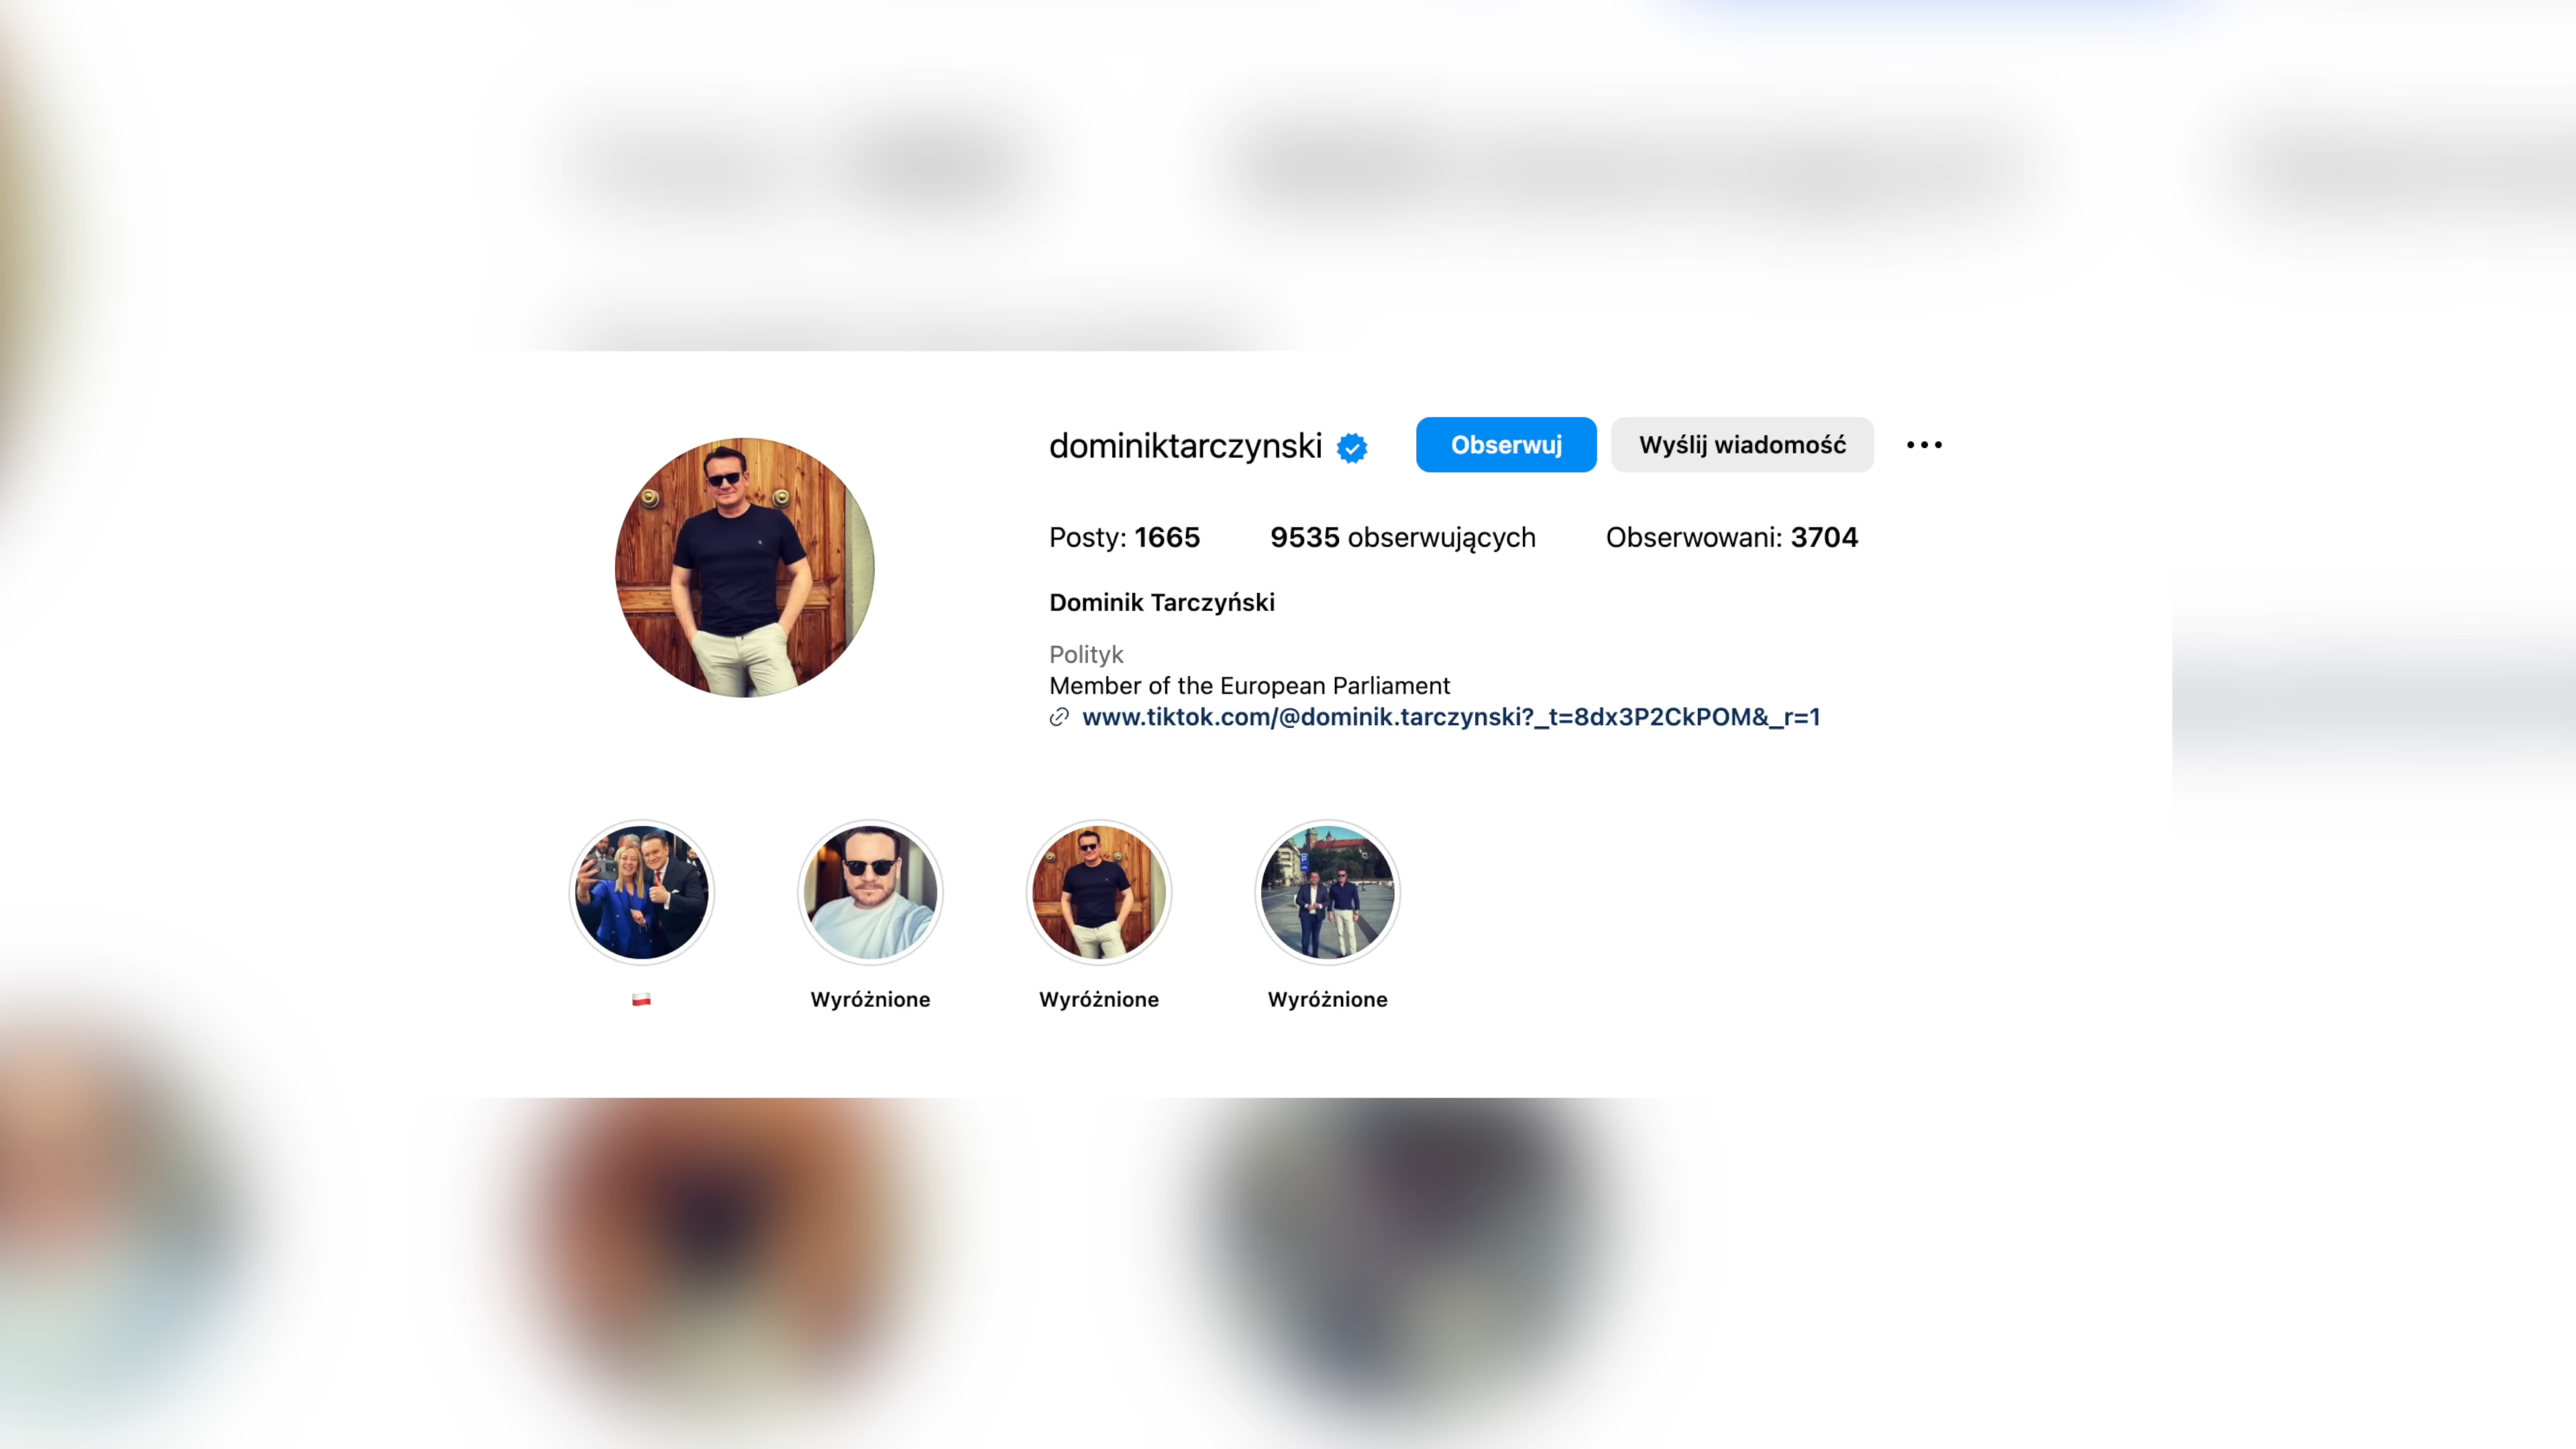 dominiktarczynski
Obserwuj
Wyślij wiadomość
Posty: 1665
9535 obserwujących
Obserwowani: 3704
Dominik Tarczyński
Polityk
Member of the European Parliament
www.tiktok.com/@dominik.tarczynski?_t=8dx3P2CkPOM&_r=1
Wyróżnione
Wyróżnione
Wyróżnione